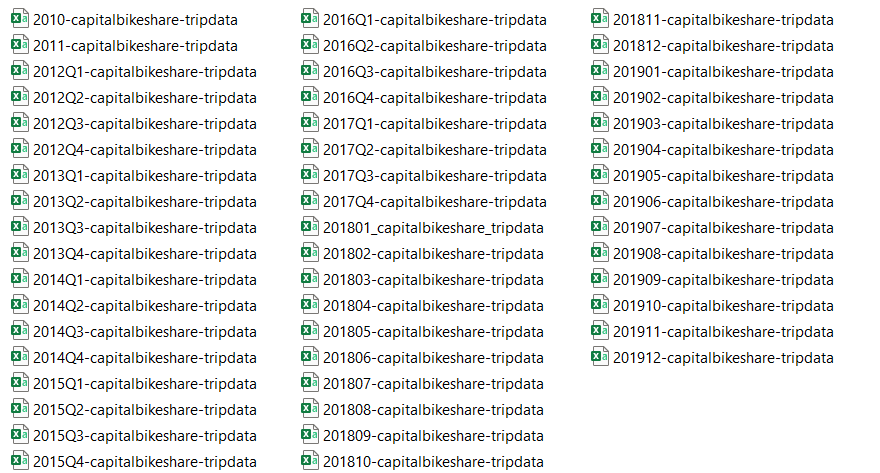 2010-capitalbikeshare-tripdata
2011-capitalbikeshare-tripdata
2012Q1-capitalbikeshare-tripdata
2012Q2-capitalbikeshare-tripdata
2012Q3-capitalbikeshare-tripdata
2012Q4-capitalbikeshare-tripdata
2013Q1-capitalbikeshare-tripdata
2013Q2-capitalbikeshare-tripdata
2013Q3-capitalbikeshare-tripdata
2013Q4-capitalbikeshare-tripdata
2014Q1-capitalbikeshare-tripdata
2014Q2-capitalbikeshare-tripdata
2014Q3-capitalbikeshare-tripdata
2014Q4-capitalbikeshare-tripdata
2015Q1-capitalbikeshare-tripdata
2015Q2-capitalbikeshare-tripdata
2015Q3-capitalbikeshare-tripdata
2015Q4-capitalbikeshare-tripdata
2016Q1-capitalbikeshare-tripdata
2016Q2-capitalbikeshare-tripdata
2016Q3-capitalbikeshare-tripdata
2016Q4-capitalbikeshare-tripdata
2017Q1-capitalbikeshare-tripdata
2017Q2-capitalbikeshare-tripdata
2017Q3-capitalbikeshare-tripdata
2017Q4-capitalbikeshare-tripdata
201801_capitalbikeshare_tripdata
201802-capitalbikeshare-tripdata
201803-capitalbikeshare-tripdata
201804-capitalbikeshare-tripdata
201805-capitalbikeshare-tripdata
201806-capitalbikeshare-tripdata
201807-capitalbikeshare-tripdata
201808-capitalbikeshare-tripdata
201809-capitalbikeshare-tripdata
201810-capitalbikeshare-tripdata
201811-capitalbikeshare-tripdata
201812-capitalbikeshare-tripdata
201901-capitalbikeshare-tripdata
201902-capitalbikeshare-tripdata
201903-capitalbikeshare-tripdata
201904-capitalbikeshare-tripdata
201905-capitalbikeshare-tripdata
201906-capitalbikeshare-tripdata
201907-capitalbikeshare-tripdata
201908-capitalbikeshare-tripdata
201909-capitalbikeshare-tripdata
201910-capitalbikeshare-tripdata
201911-capitalbikeshare-tripdata
201912-capitalbikeshare-tripdata